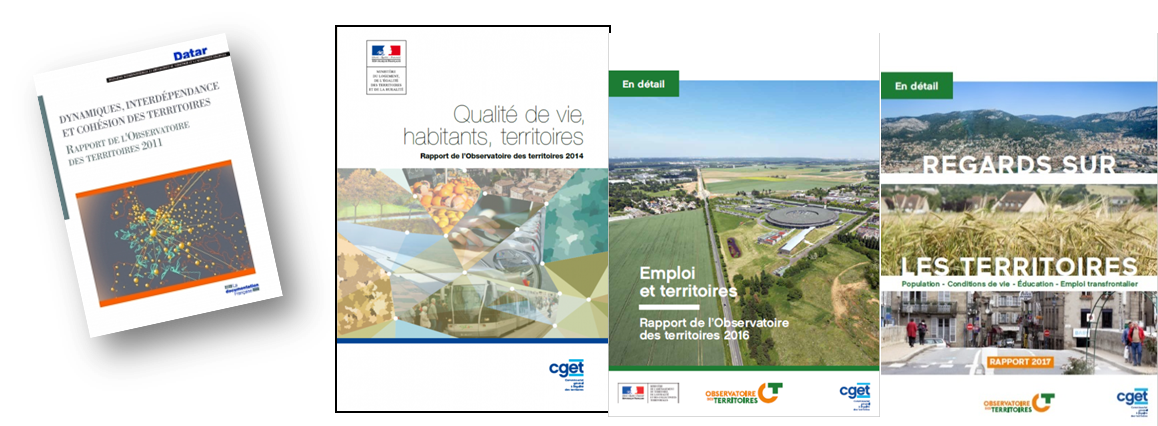 Datar
DYNAMIQUES, INTERDÉPENDANCE
ET COHÉSION DES TERRITOIRES
RAPPORT DE L'OBSERVATOIRE
DES TERRITOIRES 2011
La
documentation
Française
MINISTÈRE
DU LOGEMENT,
DE L'ÉGALITÉ
DES TERRITOIRES
ET DE LA RURALITÉ
Qualité de vie,
habitants, territoires
Rapport de l'Observatoire des territoires 2014
cget
En détail
Emploi
et territoires
Rapport de l'Observatoire
des territoires 2016
OBSERVATOIRE
DES TERRITOIRES
cget
En détail
REGARDS SUR
LES TERRITOIRES
Population - Conditions de vie - Éducation - Emploi transfrontalier
RAPPORT 2017
OBSERVATOIRE
DES TERRITOIRES
cget